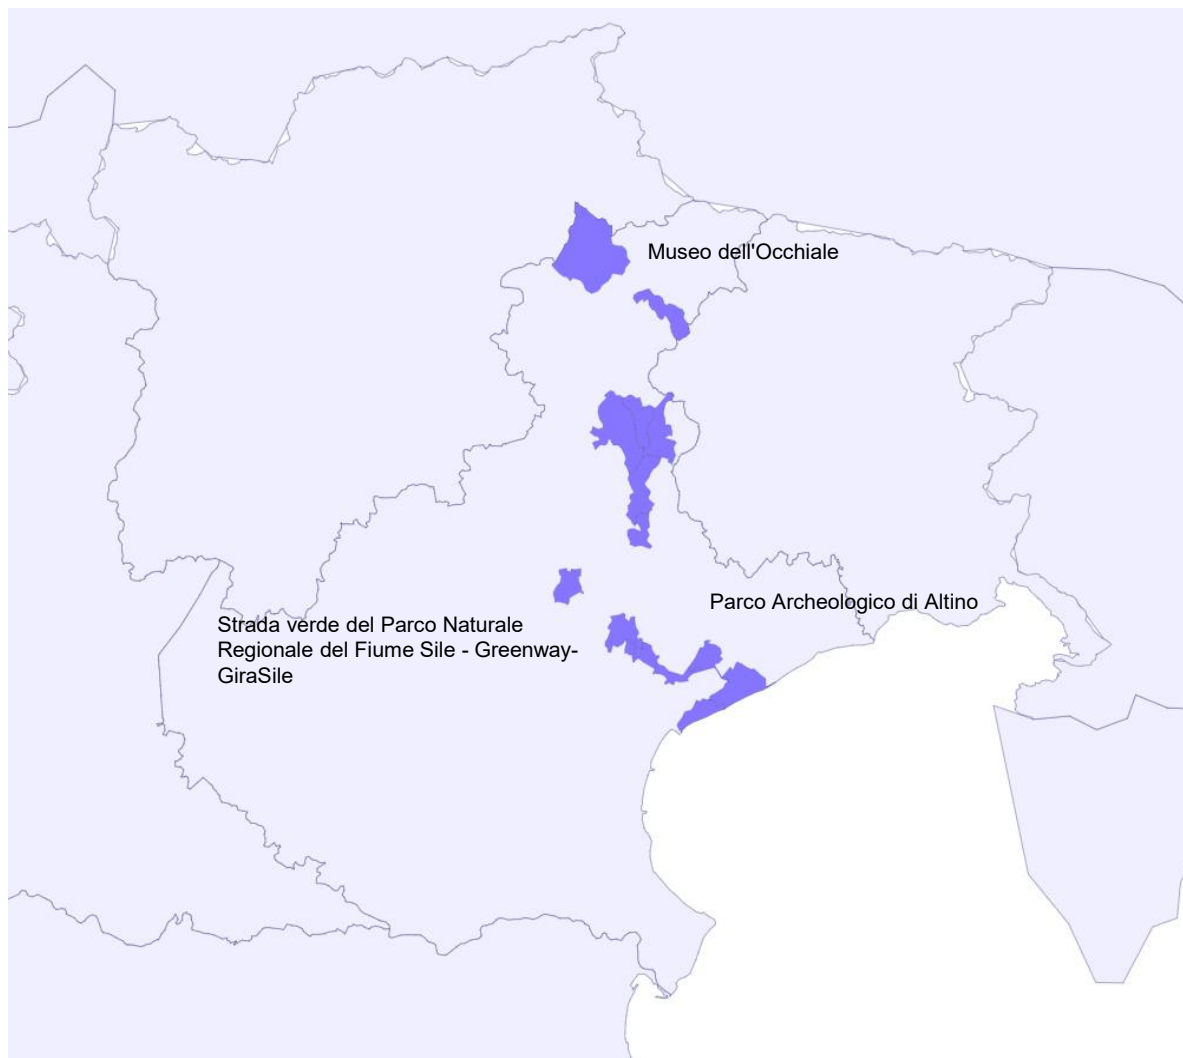 Museo dell'Occhiale
Parco Archeologico di Altino
Strada verde del Parco Naturale
Regionale del Fiume Sile - Greenway-
GiraSile